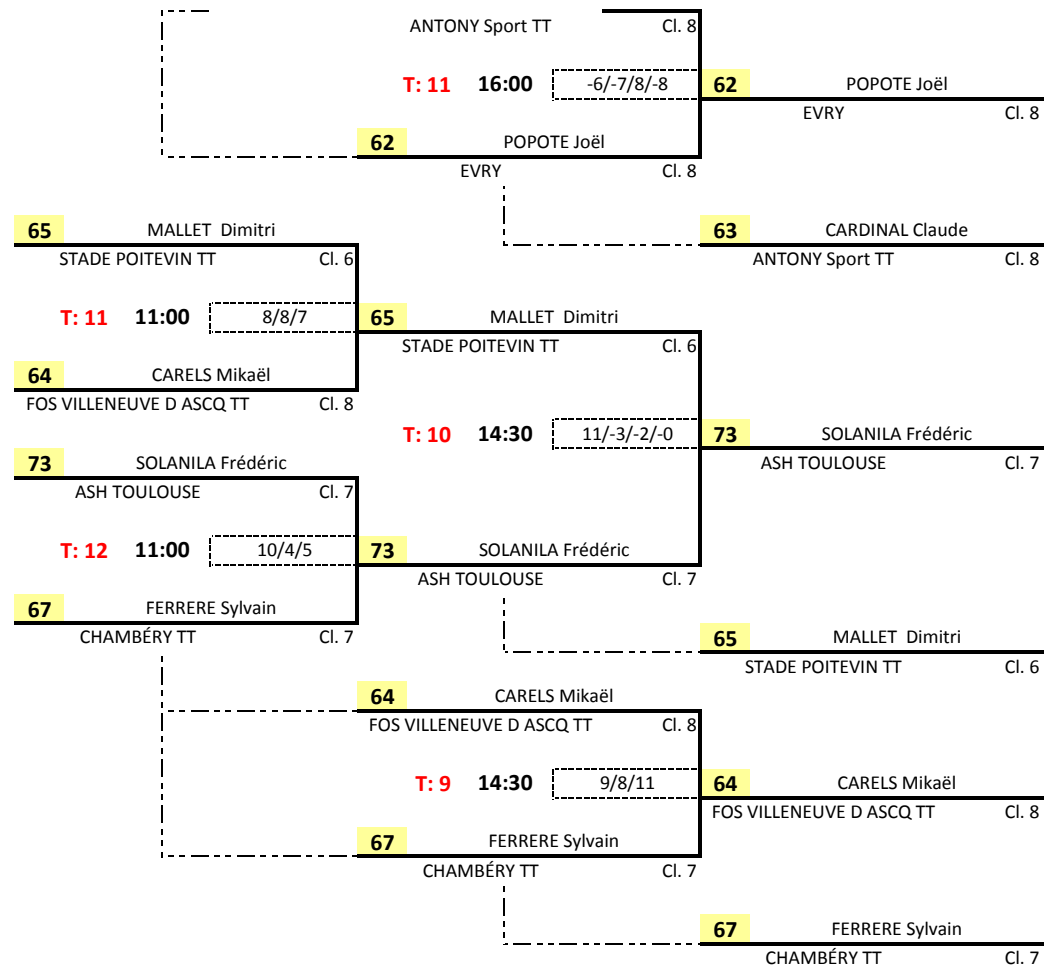 ANTONY Sport TT Cl. 8
T: 11 16:00 -6/-7/8/-8 62 POPOTE Joël
EVRY Cl. 8
62 POPOTE Joël
EVRY Cl. 8
65 MALLET Dimitri 63 CARDINAL Claude
STADE POITEVIN TT Cl. 6 ANTONY Sport TT Cl. 8
T: 11 11:00 8/8/7 65 MALLET Dimitri
STADE POITEVIN TT Cl. 6
64 CARELS Mikaël
FOS VILLENEUVE D ASCQ TT Cl. 8
T: 10 14:30 11/-3/-2/-0 73 SOLANILA Frédéric
73 SOLANILA Frédéric ASH TOULOUSE Cl. 7
ASH TOULOUSE Cl. 7
T: 12 11:00 10/4/5 73 SOLANILA Frédéric
ASH TOULOUSE Cl. 7
67 FERRERE Sylvain
CHAMBÉRY TT Cl. 7 65 MALLET Dimitri
STADE POITEVIN TT Cl. 6
64 CARELS Mikaël
FOS VILLENEUVE D ASCQ TT Cl. 8
T: 9 14:30 9/8/11 64 CARELS Mikaël
FOS VILLENEUVE D ASCQ TT Cl. 8
67 FERRERE Sylvain
CHAMBÉRY TT Cl. 7
67 FERRERE Sylvain
CHAMBÉRY TT Cl. 7